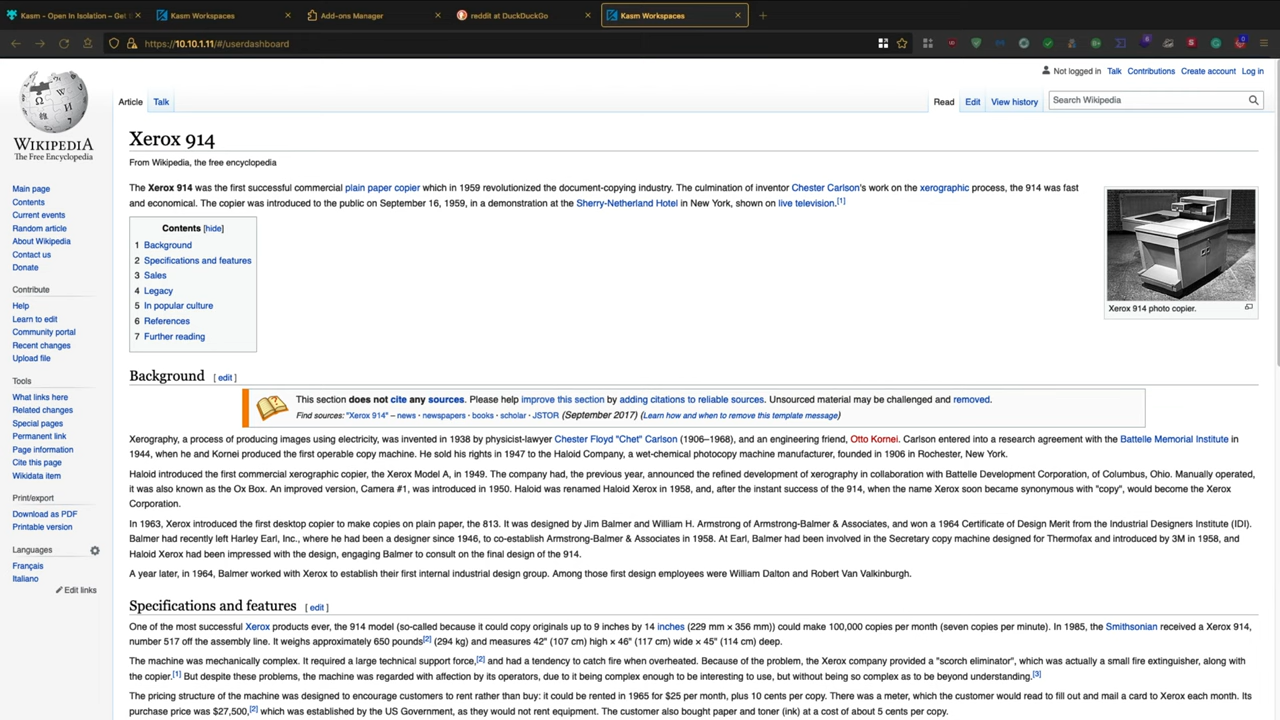 Kasm - Open In Isolation – Get
Kasm Workspaces
Add-ons Manager
reddit at DuckDuckGo
Kasm Workspaces
https://10.10.1.11/#/userdashboard
Not logged in Talk Contributions Create account Log in
Article Talk
Read Edit View history
Search Wikipedia
WIKIPEDIA
The Free Encyclopedia
Main page
Contents
Current events
Random article
About Wikipedia
Contact us
Donate
Contribute
Help
Learn to edit
Community portal
Recent changes
Upload file
Tools
What links here
Related changes
Special pages
Permanent link
Page information
Cite this page
Wikidata item
Print/export
Download as PDF
Printable version
Languages
Français
Italiano
Edit links
Xerox 914
From Wikipedia, the free encyclopedia
The Xerox 914 was the first successful commercial plain paper copier which in 1959 revolutionized the document-copying industry. The culmination of inventor Chester Carlson's work on the xerographic process, the 914 was fast
and economical. The copier was introduced to the public on September 16, 1959, in a demonstration at the Sherry-Netherland Hotel in New York, shown on live television.[1]
Xerox 914 photo copier.
Contents [hide]
1 Background
2 Specifications and features
3 Sales
4 Legacy
5 In popular culture
6 References
7 Further reading
Background [ edit ]
This section does not cite any sources. Please help improve this section by adding citations to reliable sources. Unsourced material may be challenged and removed.
Find sources: "Xerox 914" – news · newspapers · books · scholar · JSTOR (September 2017) (Learn how and when to remove this template message)
Xerography, a process of producing images using electricity, was invented in 1938 by physicist-lawyer Chester Floyd "Chet" Carlson (1906–1968), and an engineering friend, Otto Kornei. Carlson entered into a research agreement with the Battelle Memorial Institute in
1944, when he and Kornei produced the first operable copy machine. He sold his rights in 1947 to the Haloid Company, a wet-chemical photocopy machine manufacturer, founded in 1906 in Rochester, New York.
Haloid introduced the first commercial xerographic copier, the Xerox Model A, in 1949. The company had, the previous year, announced the refined development of xerography in collaboration with Battelle Development Corporation, of Columbus, Ohio. Manually operated,
it was also known as the Ox Box. An improved version, Camera #1, was introduced in 1950. Haloid was renamed Haloid Xerox in 1958, and, after the instant success of the 914, when the name Xerox soon became synonymous with "copy", would become the Xerox
Corporation.
In 1963, Xerox introduced the first desktop copier to make copies on plain paper, the 813. It was designed by Jim Balmer and William H. Armstrong of Armstrong-Balmer & Associates, and won a 1964 Certificate of Design Merit from the Industrial Designers Institute (IDI).
Balmer had recently left Harley Earl, Inc., where he had been a designer since 1946, to co-establish Armstrong-Balmer & Associates in 1958. At Earl, Balmer had been involved in the Secretary copy machine designed for Thermofax and introduced by 3M in 1958, and
Haloid Xerox had been impressed with the design, engaging Balmer to consult on the final design of the 914.
A year later, in 1964, Balmer worked with Xerox to establish their first internal industrial design group. Among those first design employees were William Dalton and Robert Van Valkinburgh.
Specifications and features [ edit ]
One of the most successful Xerox products ever, the 914 model (so-called because it could copy originals up to 9 inches by 14 inches (229 mm × 356 mm)) could make 100,000 copies per month (seven copies per minute). In 1985, the Smithsonian received a Xerox 914,
number 517 off the assembly line. It weighs approximately 650 pounds[2] (294 kg) and measures 42" (107 cm) high × 46" (117 cm) wide × 45" (114 cm) deep.
The machine was mechanically complex. It required a large technical support force,[2] and had a tendency to catch fire when overheated. Because of the problem, the Xerox company provided a "scorch eliminator", which was actually a small fire extinguisher, along with
the copier.[1] But despite these problems, the machine was regarded with affection by its operators, due to it being complex enough to be interesting to use, but without being so complex as to be beyond understanding.[3]
The pricing structure of the machine was designed to encourage customers to rent rather than buy: it could be rented in 1965 for $25 per month, plus 10 cents per copy. There was a meter, which the customer would read to fill out and mail a card to Xerox each month. Its
purchase price was $27,500,[2] which was established by the US Government, as they would not rent equipment. The customer also bought paper and toner (ink) at a cost of about 5 cents per copy.